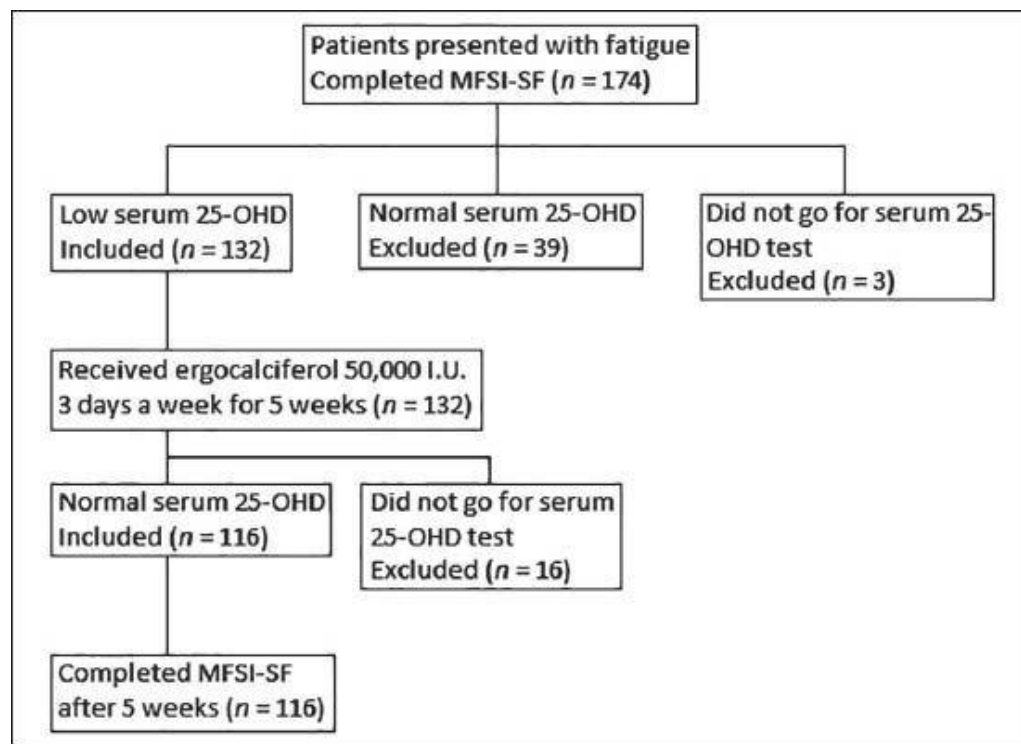 Patients presented with fatigue
Completed MFSI-SF (n = 174)
Low serum 25-OHD
Included (n = 132)
Normal serum 25-OHD
Excluded (n = 39)
Did not go for serum 25-
OHD test
Excluded (n = 3)
Received ergocalciferol 50,000 I.U.
3 days a week for 5 weeks (n = 132)
Normal serum 25-OHD
Included (n = 116)
Did not go for serum
25-OHD test
Excluded (n = 16)
Completed MFSI-SF
after 5 weeks (n = 116)